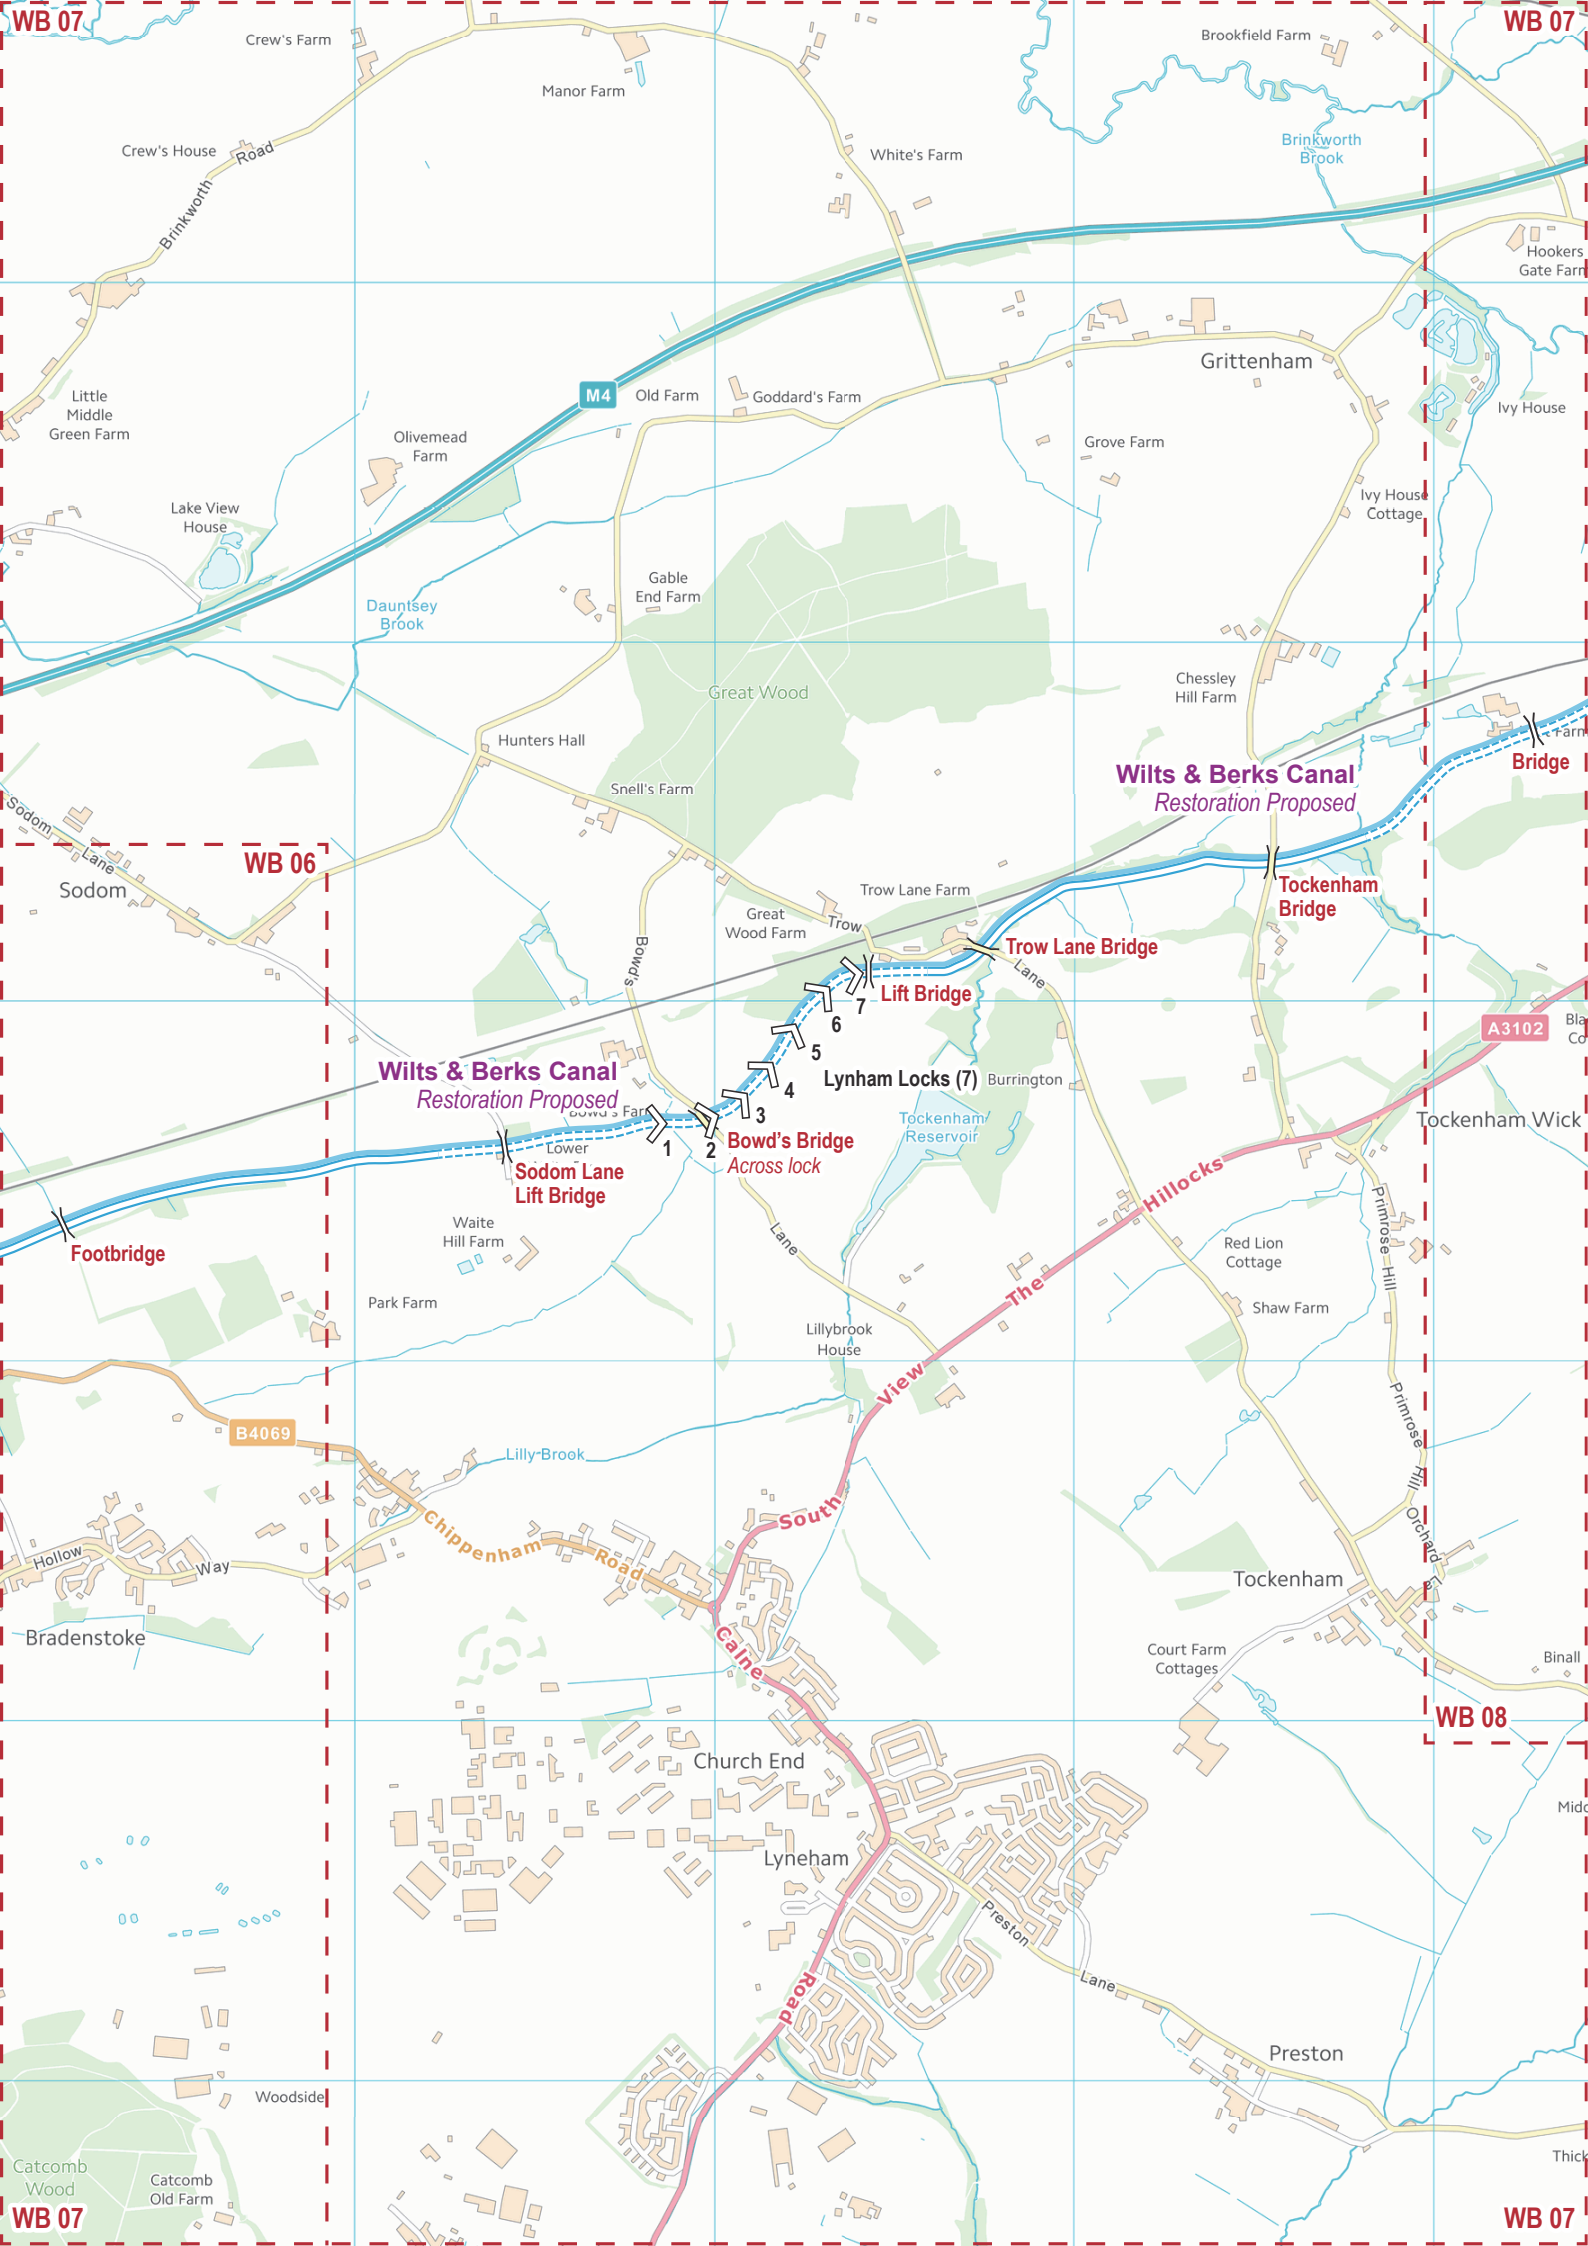 WB 07
WB 07
Crew's Farm
Brookfield Farm
Manor Farm
Brinkworth
Brook
Crew's House
Road
White's Farm
Brinkworth
Hookers
Gate Farm
Grittenham
M4
Old Farm
Goddard's Farm
Little
Middle
Green Farm
Ivy House
Olivemead
Farm
Grove Farm
Lake View
House
Ivy House
Cottage
Gable
End Farm
Dauntsey
Brook
Great Wood
Chessley
Hill Farm
Hunters Hall
Farm
Bridge
Wilts & Berks Canal
Restoration Proposed
Snell's Farm
Sodom
Lane
WB 06
Sodom
Trow Lane Farm
Tockenham
Bridge
Great
Wood Farm
Trow
Bowd's
Trow Lane Bridge
Lane
Lift Bridge
7
6
5
4
3
2
1
A3102
Bla
Co
Wilts & Berks Canal
Restoration Proposed
Lynham Locks (7)
Burrington
Bowd's Farm
Tockenham
Reservoir
Tockenham Wick
Bowd's Bridge
Across lock
Lower
Sodom Lane
Lift Bridge
Hillocks
Primrose Hill
Waite
Hill Farm
Footbridge
Lane
Red Lion
Cottage
The
Park Farm
Shaw Farm
Lillybrook
House
View
Primrose Hill
B4069
Lilly Brook
South
Chippenham
Road
Orchard
Hollow
Way
Tockenham
Bradenstoke
Calne
Court Farm
Cottages
Binall
WB 08
Church End
Midd
Lyneham
Preston
Lane
Road
Preston
Woodside
Catcomb
Wood
Catcomb
Old Farm
Thick
WB 07
WB 07